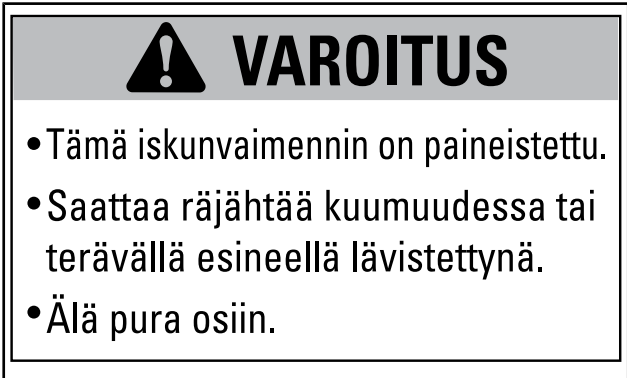 VAROITUS
•Tämä iskunvaimennin on paineistettu.
•Saattaa räjähtää kuumuudessa tai
terävällä esineellä lävistettynä.
•Älä pura osiin.